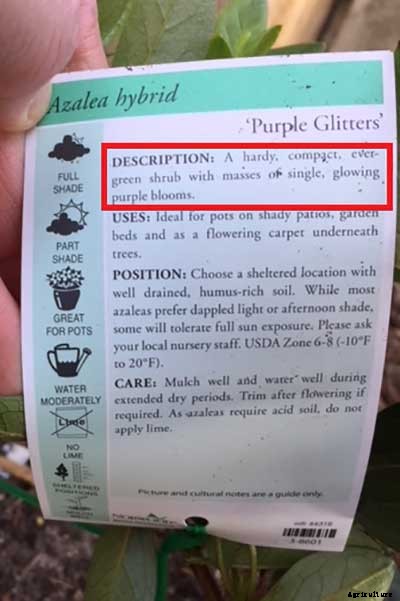 Azalea hybrid
'Purple Glitters'
DESCRIPTION: A hardy, compact, ever-
green shrub with masses of single, glowing
purple blooms.
USES: Ideal for pots on shady patios, garden
beds and as a flowering carpet underneath
trees.
POSITION: Choose a sheltered location with
well drained, humus-rich soil. While most
azaleas prefer dappled light or afternoon shade,
some will tolerate full sun exposure. Please ask
your local nursery staff. USDA Zone 6-8 (-10°F
to 20°F).
CARE: Mulch well and water well during
extended dry periods. Trim after flowering if
required. As azaleas require acid soil, do not
apply lime.
Picture and cultural notes are a guide only.
FULL
SHADE
PART
SHADE
GREAT
FOR POTS
WATER
MODERATELY
Lime
NO
LIME
SHELTERED
POSITIONS
3-8601
Agriculture